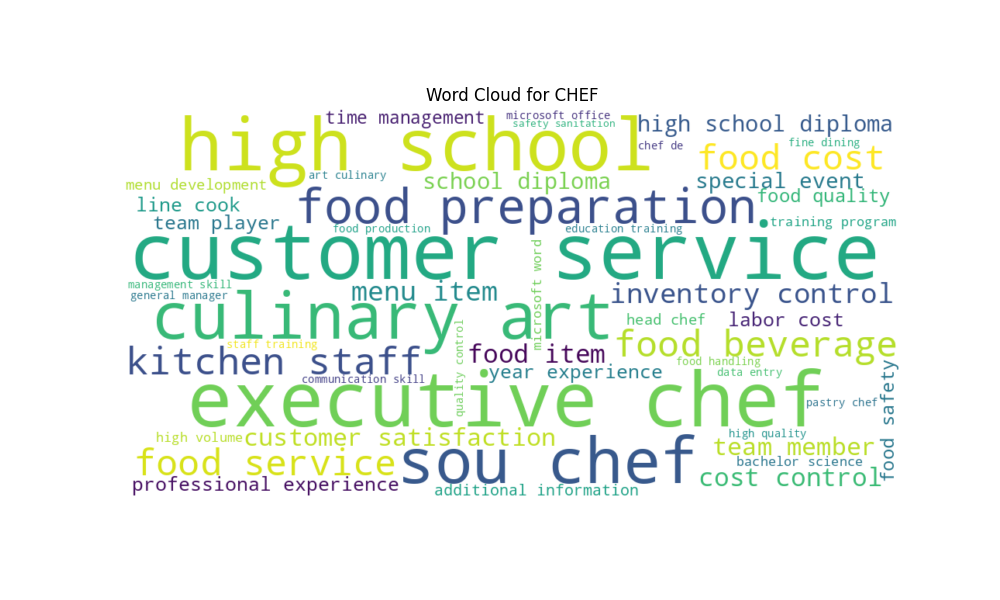 Word Cloud for CHEF
time management
microsoft office
safety sanitation
high school
high school diploma
chef de
fine dining
food cost
art culinary
menu development
school diploma
special event
food quality
line cook
food preparation
team player
food production
education training
training program
customer service
microsoft word
management skill
general manager
menu item
inventory control
culinary art
head chef
labor cost
staff training
kitchen staff
quality control
food item
food beverage
food handling
year experience
data entry
communication skill
executive chef
food safety
pastry chef
high volume
customer satisfaction
high quality
team member
food service
sou chef
bachelor science
cost control
professional experience
additional information